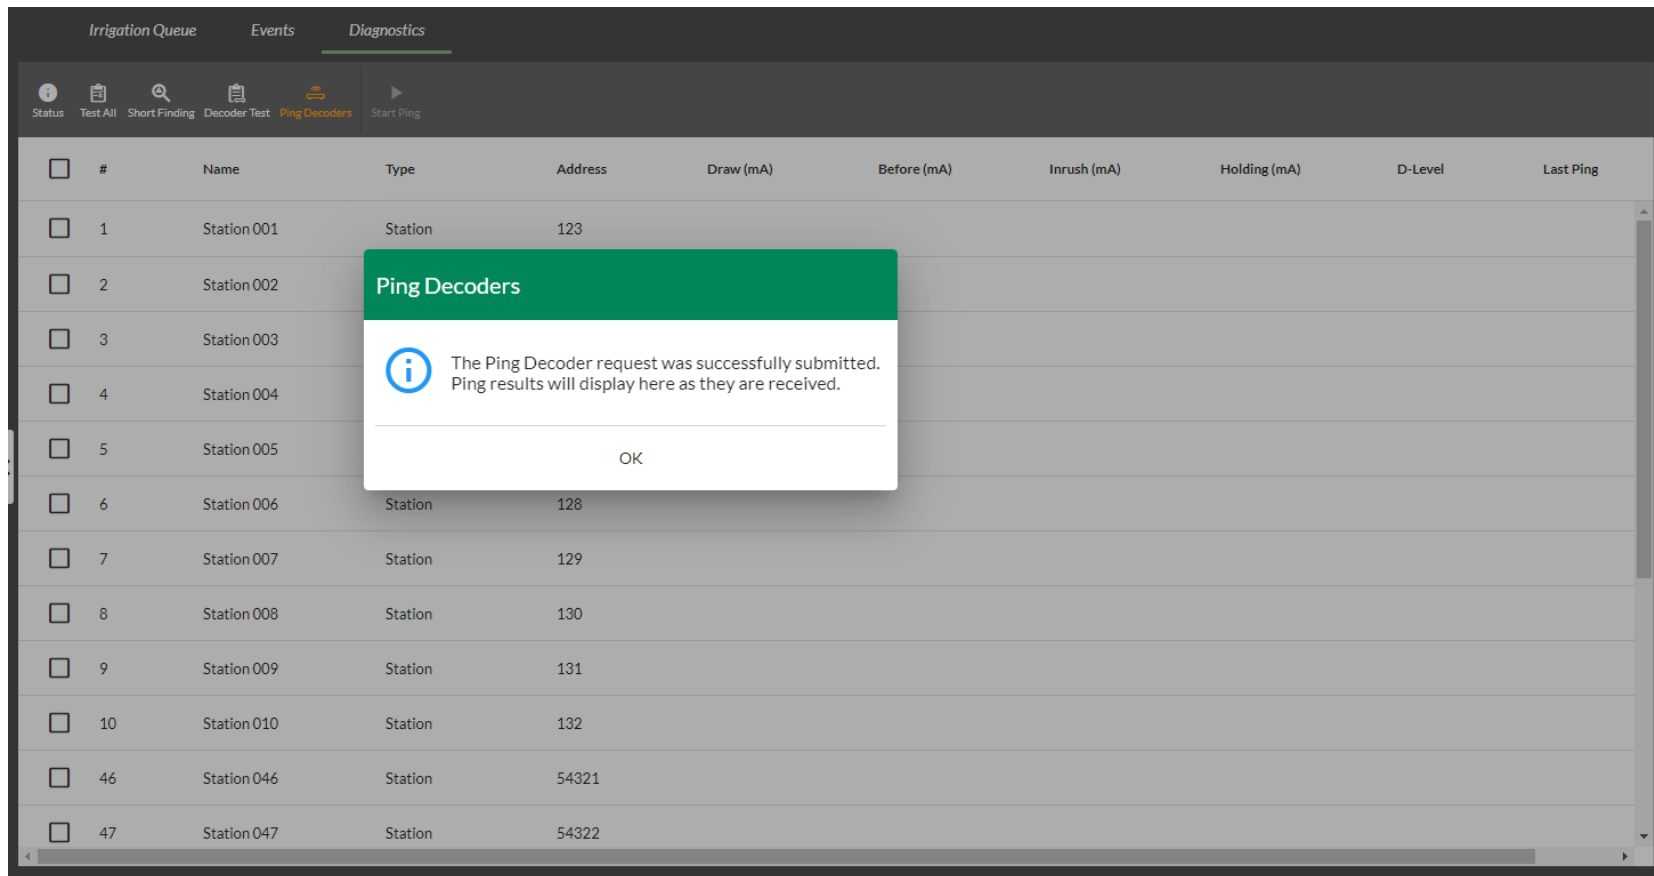 Irrigation Queue Events Diagnostics
Status Test All Short Finding Decoder Test Ping Decoders Start Ping
# Name Type Address Draw (mA) Before (mA) Inrush (mA) Holding (mA) D-Level Last Ping
1 Station 001 Station 123
2 Station 002
3 Station 003
4 Station 004
5 Station 005
Ping Decoders
The Ping Decoder request was successfully submitted.
Ping results will display here as they are received.
OK
6 Station 006 Station 128
7 Station 007 Station 129
8 Station 008 Station 130
9 Station 009 Station 131
10 Station 010 Station 132
46 Station 046 Station 54321
47 Station 047 Station 54322